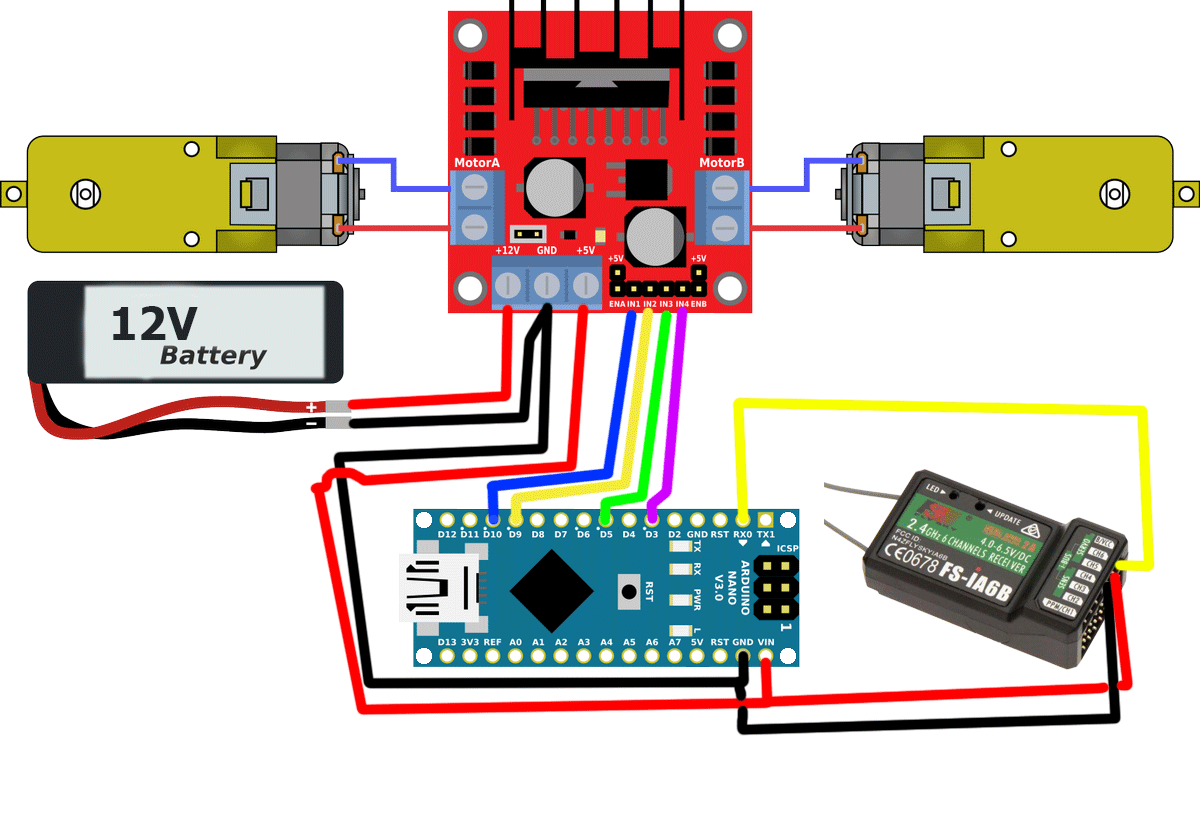 MotorA
MotorB
+12V GND +5V
+5V +5V
ENA IN1 IN2 IN3 IN4 ENB
12V
Battery
+
−
D12 D11 D10 D9 D8 D7 D6 D5 D4 D3 D2 GND RST RX0 TX1
TX
RX
PWR
L
RST
ARDUINO
NANO
V3.0
ICSP
1
D13 3V3 REF A0 A1 A2 A3 A4 A5 A6 A7 5V RST GND VIN
LED
UPDATE
2.4GHz 6 CHANNELS RECEIVER
4.0-6.5V/DC
FCC ID
N4ZFLYSKYIA6B
CE0678 FS-iA6B
B/VCC
CH6
CH5
CH4
CH3
CH2
PPM/CH1
SERVO
i-BUS
SENS